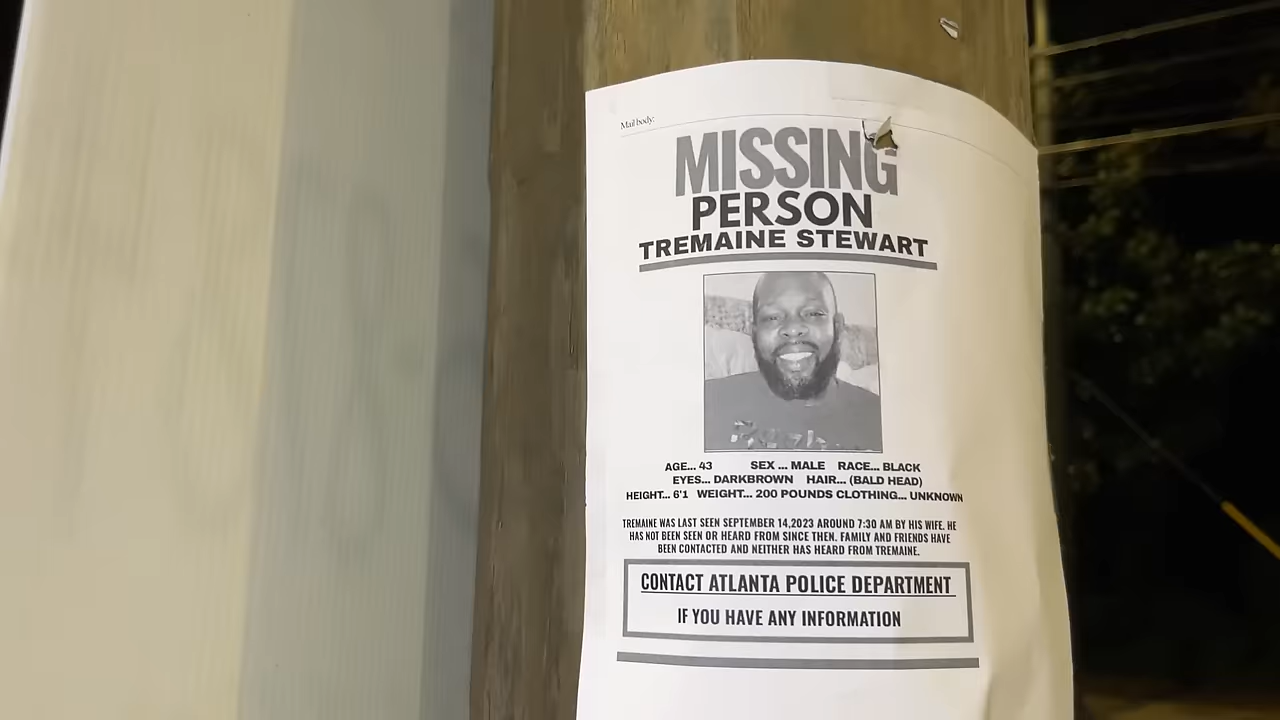 Mail body:
MISSING
PERSON
TREMAINE STEWART
AGE... 43 SEX ... MALE RACE... BLACK
EYES... DARKBROWN HAIR... (BALD HEAD)
HEIGHT... 6'1 WEIGHT... 200 POUNDS CLOTHING... UNKNOWN
TREMAINE WAS LAST SEEN SEPTEMBER 14,2023 AROUND 7:30 AM BY HIS WIFE. HE
HAS NOT BEEN SEEN OR HEARD FROM SINCE THEN. FAMILY AND FRIENDS HAVE
BEEN CONTACTED AND NEITHER HAS HEARD FROM TREMAINE.
CONTACT ATLANTA POLICE DEPARTMENT
IF YOU HAVE ANY INFORMATION